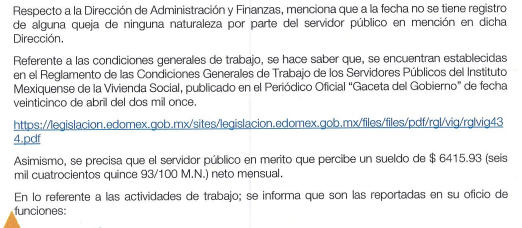 Respecto a la Dirección de Administración y Finanzas, menciona que a la fecha no se tiene registro
de alguna queja de ninguna naturaleza por parte del servidor público en mención en dicha
Dirección.
Referente a las condiciones generales de trabajo, se hace saber que, se encuentran establecidas
en el Reglamento de las Condiciones Generales de Trabajo de los Servidores Públicos del Instituto
Mexiquense de la Vivienda Social, publicado en el Periódico Oficial “Gaceta del Gobierno” de fecha
veinticinco de abril del dos mil once.
https://legislacion.edomex.gob.mx/sites/legislacion.edomex.gob.mx/files/files/pdf/rgl/vig/rglvig43
4.pdf
Asimismo, se precisa que el servidor público en merito que percibe un sueldo de $ 6415.93 (seis
mil cuatrocientos quince 93/100 M.N.) neto mensual.
En lo referente a las actividades de trabajo; se informa que son las reportadas en su oficio de
funciones: